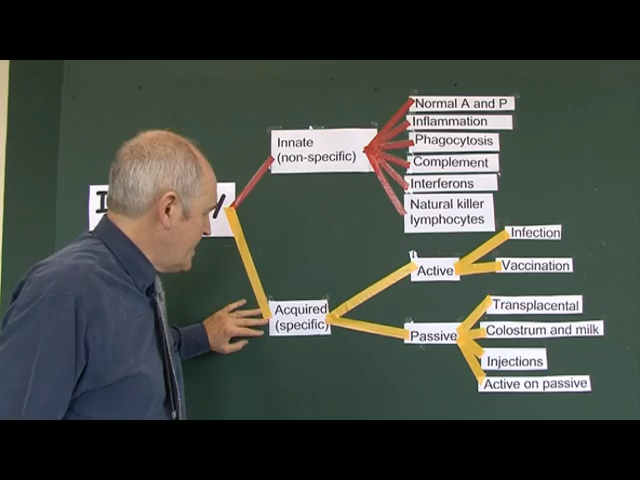 Innate
(non-specific)
Normal A and P
Inflammation
Phagocytosis
Complement
Interferons
Natural killer
lymphocytes
Acquired
(specific)
Active
Infection
Vaccination
Passive
Transplacental
Colostrum and milk
Injections
Active on passive